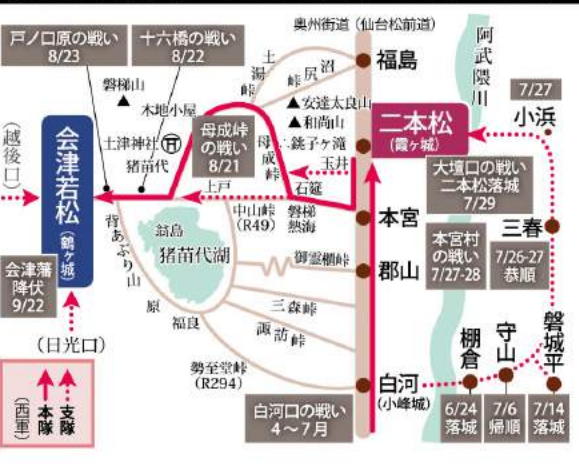 奥州街道(仙台松前道)
戸ノ口原の戦い
8/23
十六橋の戦い
8/22
磐梯山
木地小屋
土津神社
猪苗代
土湯峠
沼尻峠
福島
安達太良山
和尚山
銚子ヶ滝
母成峠
の戦い
8/21
母成峠
玉井
石筵
上戸
中山峠
(R49)
磐梯
熱海
二本松
(霞ヶ城)
阿武隈川
7/27
小浜
大壇口の戦い
二本松落城
7/29
三春
7/26-27
恭順
本宮
本宮村
の戦い
7/27-28
郡山
(越後口)
会津若松
(鶴ヶ城)
会津藩
降伏
9/22
(日光口)
背あぶり山
翁島
猪苗代湖
原
福良
御霊櫃峠
三森峠
諏訪峠
勢至堂峠
(R294)
白河
(小峰城)
白河口の戦い
4〜7月
棚倉
6/24
落城
守山
7/6
帰順
磐城平
7/14
落城
支隊
本隊
(西軍)